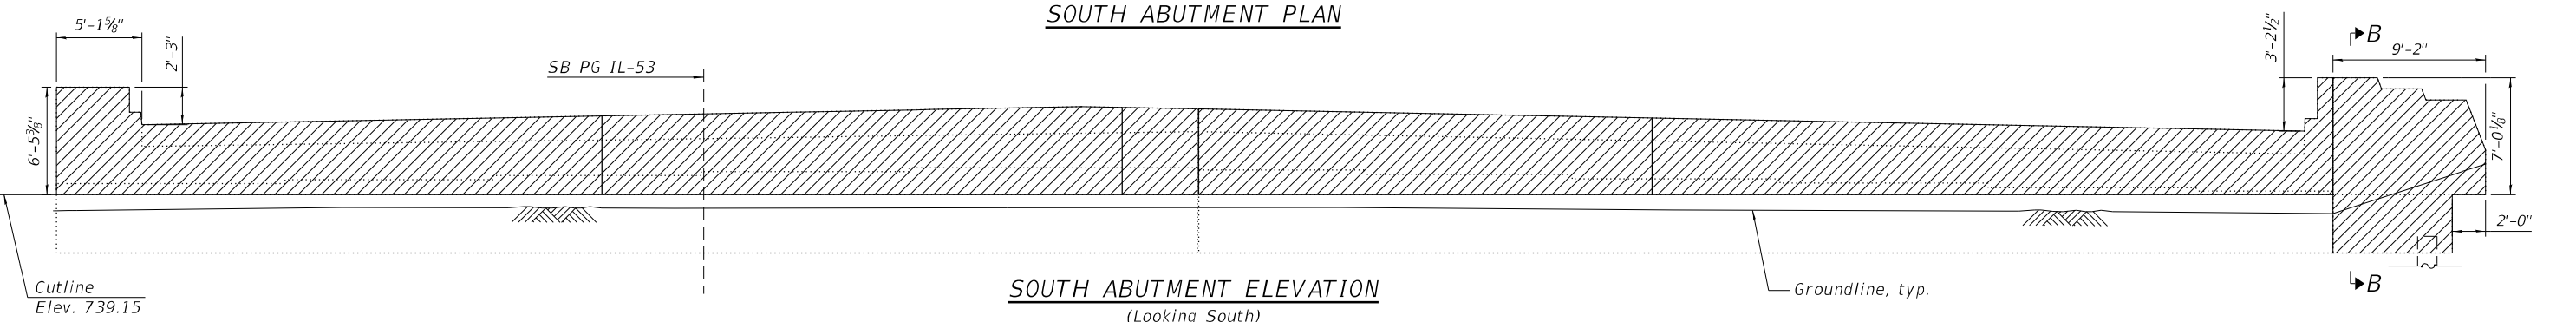 SOUTH ABUTMENT PLAN
5'-1⅝"
2'-3"
SB PG IL-53
3'-2½"
B
9'-2"
6'-5⅜"
7'-0⅛"
2'-0"
Cutline
Elev. 739.15
SOUTH ABUTMENT ELEVATION
(Looking South)
Groundline, typ.
B